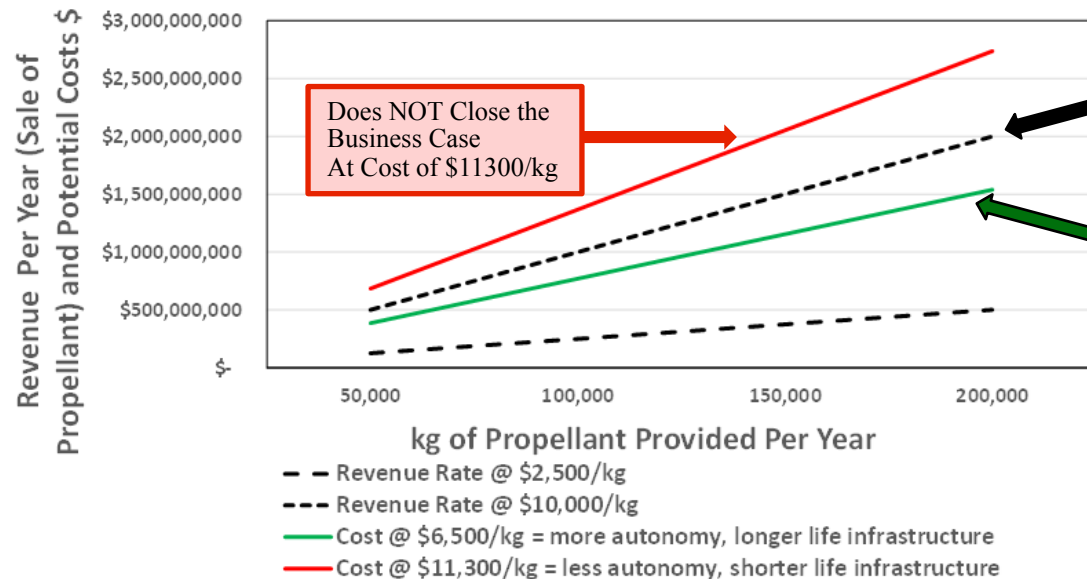 Revenue Per Year (Sale of
Propellant) and Potential Costs $
$3,000,000,000
$2,500,000,000
$2,000,000,000
$1,500,000,000
$1,000,000,000
$500,000,000
$-
Does NOT Close the
Business Case
At Cost of $11300/kg
50,000 100,000 150,000 200,000
kg of Propellant Provided Per Year
Revenue Rate @ $2,500/kg
Revenue Rate @ $10,000/kg
Cost @ $6,500/kg = more autonomy, longer life infrastructure
Cost @ $11,300/kg = less autonomy, shorter life infrastructure